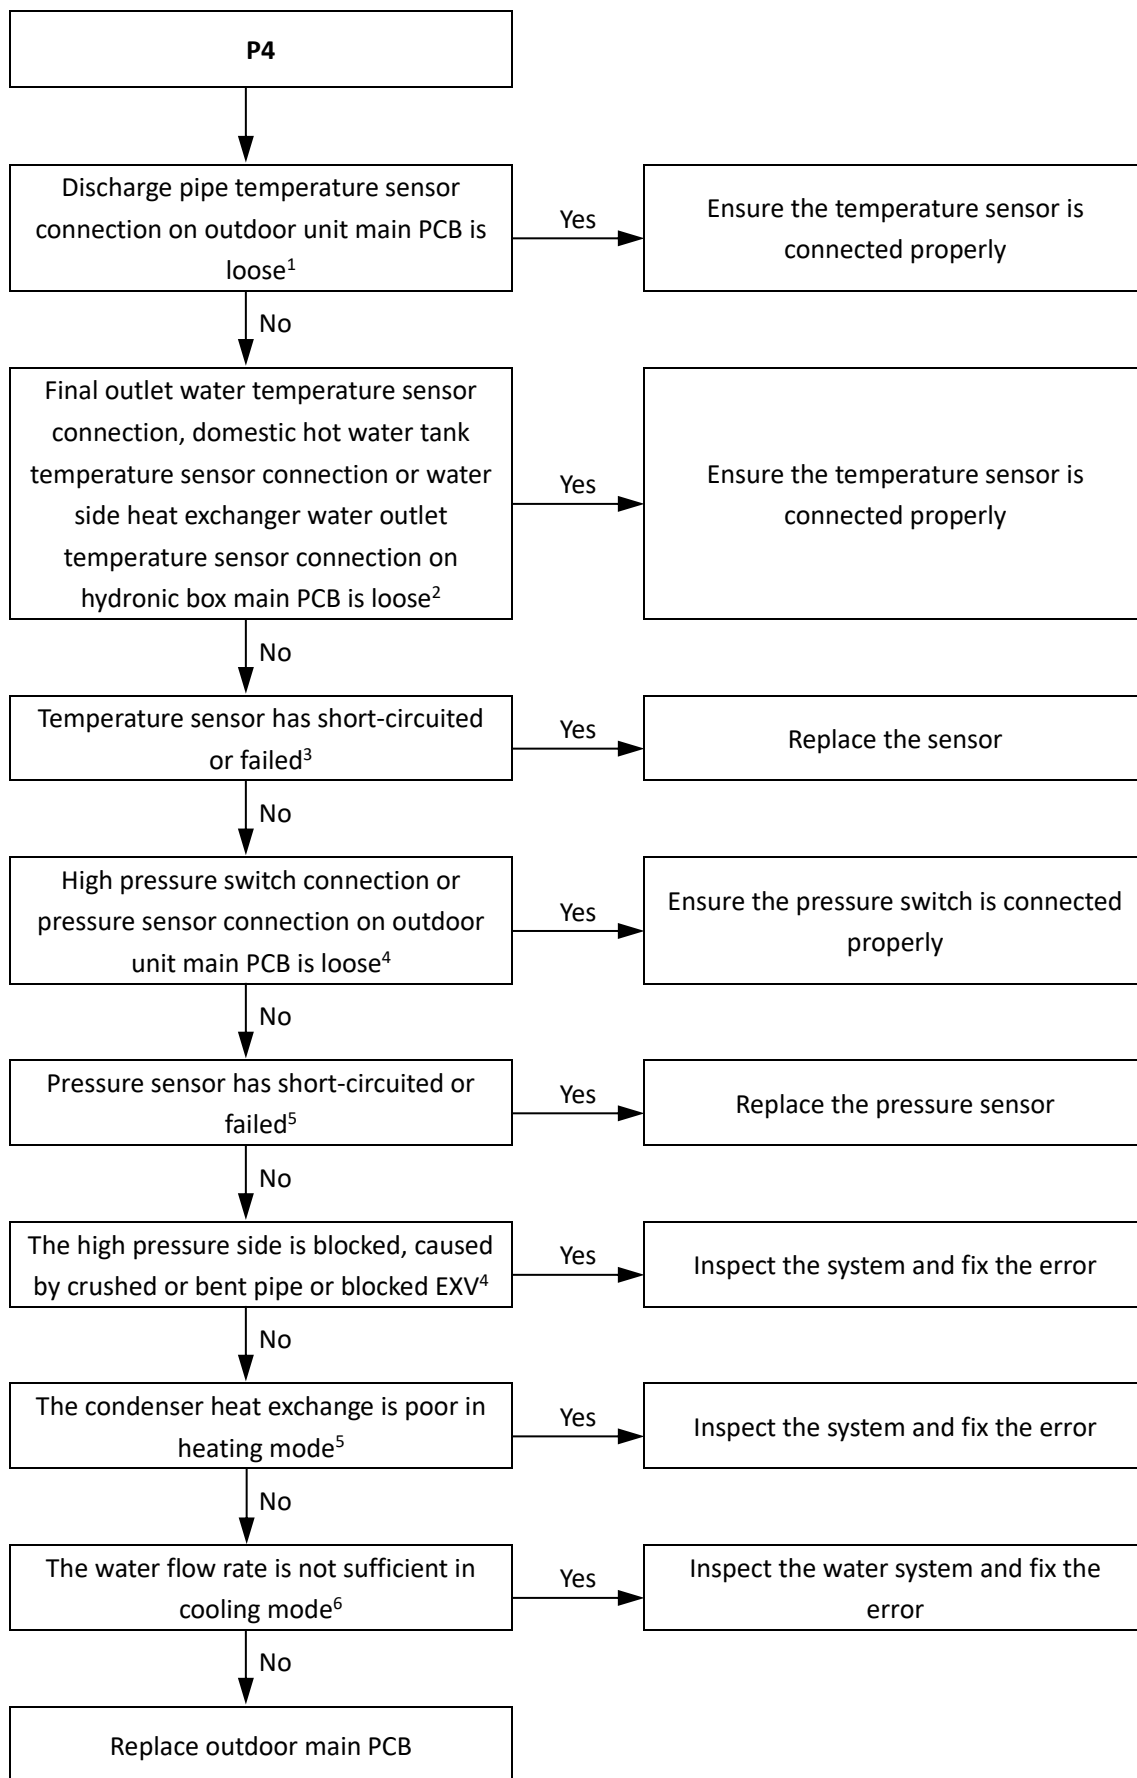 P4
Discharge pipe temperature sensor
connection on outdoor unit main PCB is
loose¹
Yes
Ensure the temperature sensor is
connected properly
No
Final outlet water temperature sensor
connection, domestic hot water tank
temperature sensor connection or water
side heat exchanger water outlet
temperature sensor connection on
hydronic box main PCB is loose²
Yes
Ensure the temperature sensor is
connected properly
No
Temperature sensor has short-circuited
or failed³
Yes
Replace the sensor
No
High pressure switch connection or
pressure sensor connection on outdoor
unit main PCB is loose⁴
Yes
Ensure the pressure switch is connected
properly
No
Pressure sensor has short-circuited or
failed⁵
Yes
Replace the pressure sensor
No
The high pressure side is blocked, caused
by crushed or bent pipe or blocked EXV⁴
Yes
Inspect the system and fix the error
No
The condenser heat exchange is poor in
heating mode⁵
Yes
Inspect the system and fix the error
No
The water flow rate is not sufficient in
cooling mode⁶
Yes
Inspect the water system and fix the
error
No
Replace outdoor main PCB